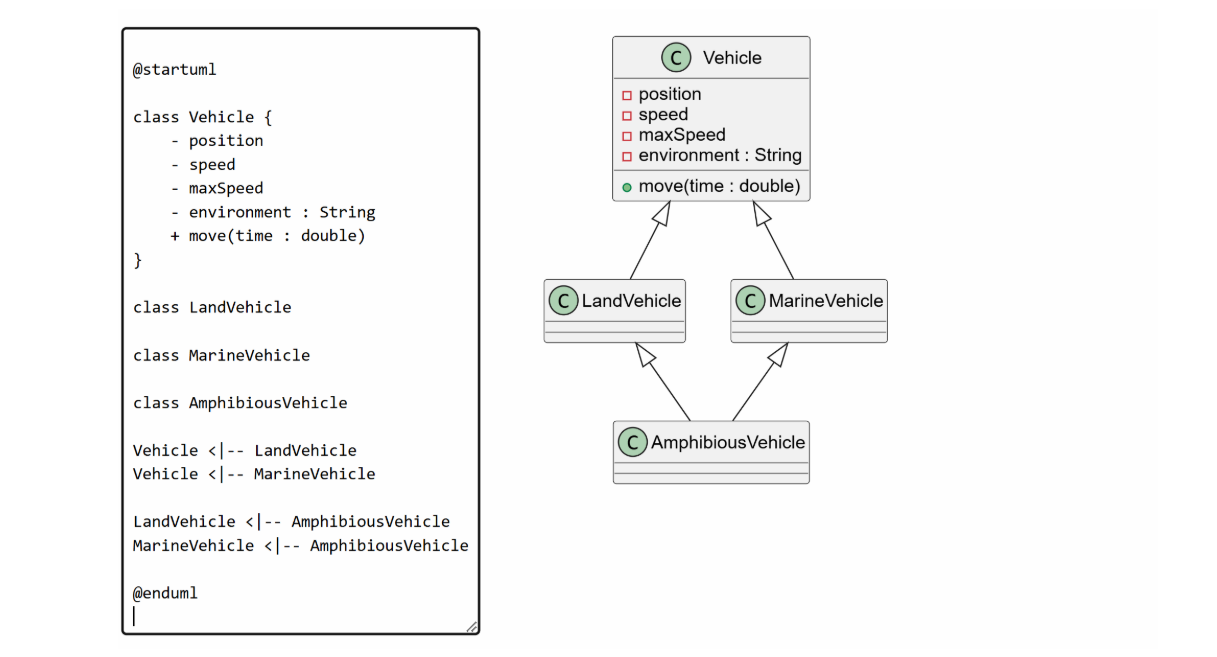 @startuml
class Vehicle {
- position
- speed
- maxSpeed
- environment : String
+ move(time : double)
}
class LandVehicle
class MarineVehicle
class AmphibiousVehicle
Vehicle <|-- LandVehicle
Vehicle <|-- MarineVehicle
LandVehicle <|-- AmphibiousVehicle
MarineVehicle <|-- AmphibiousVehicle
@enduml
C Vehicle
position
speed
maxSpeed
environment : String
move(time : double)
C LandVehicle
C MarineVehicle
C AmphibiousVehicle